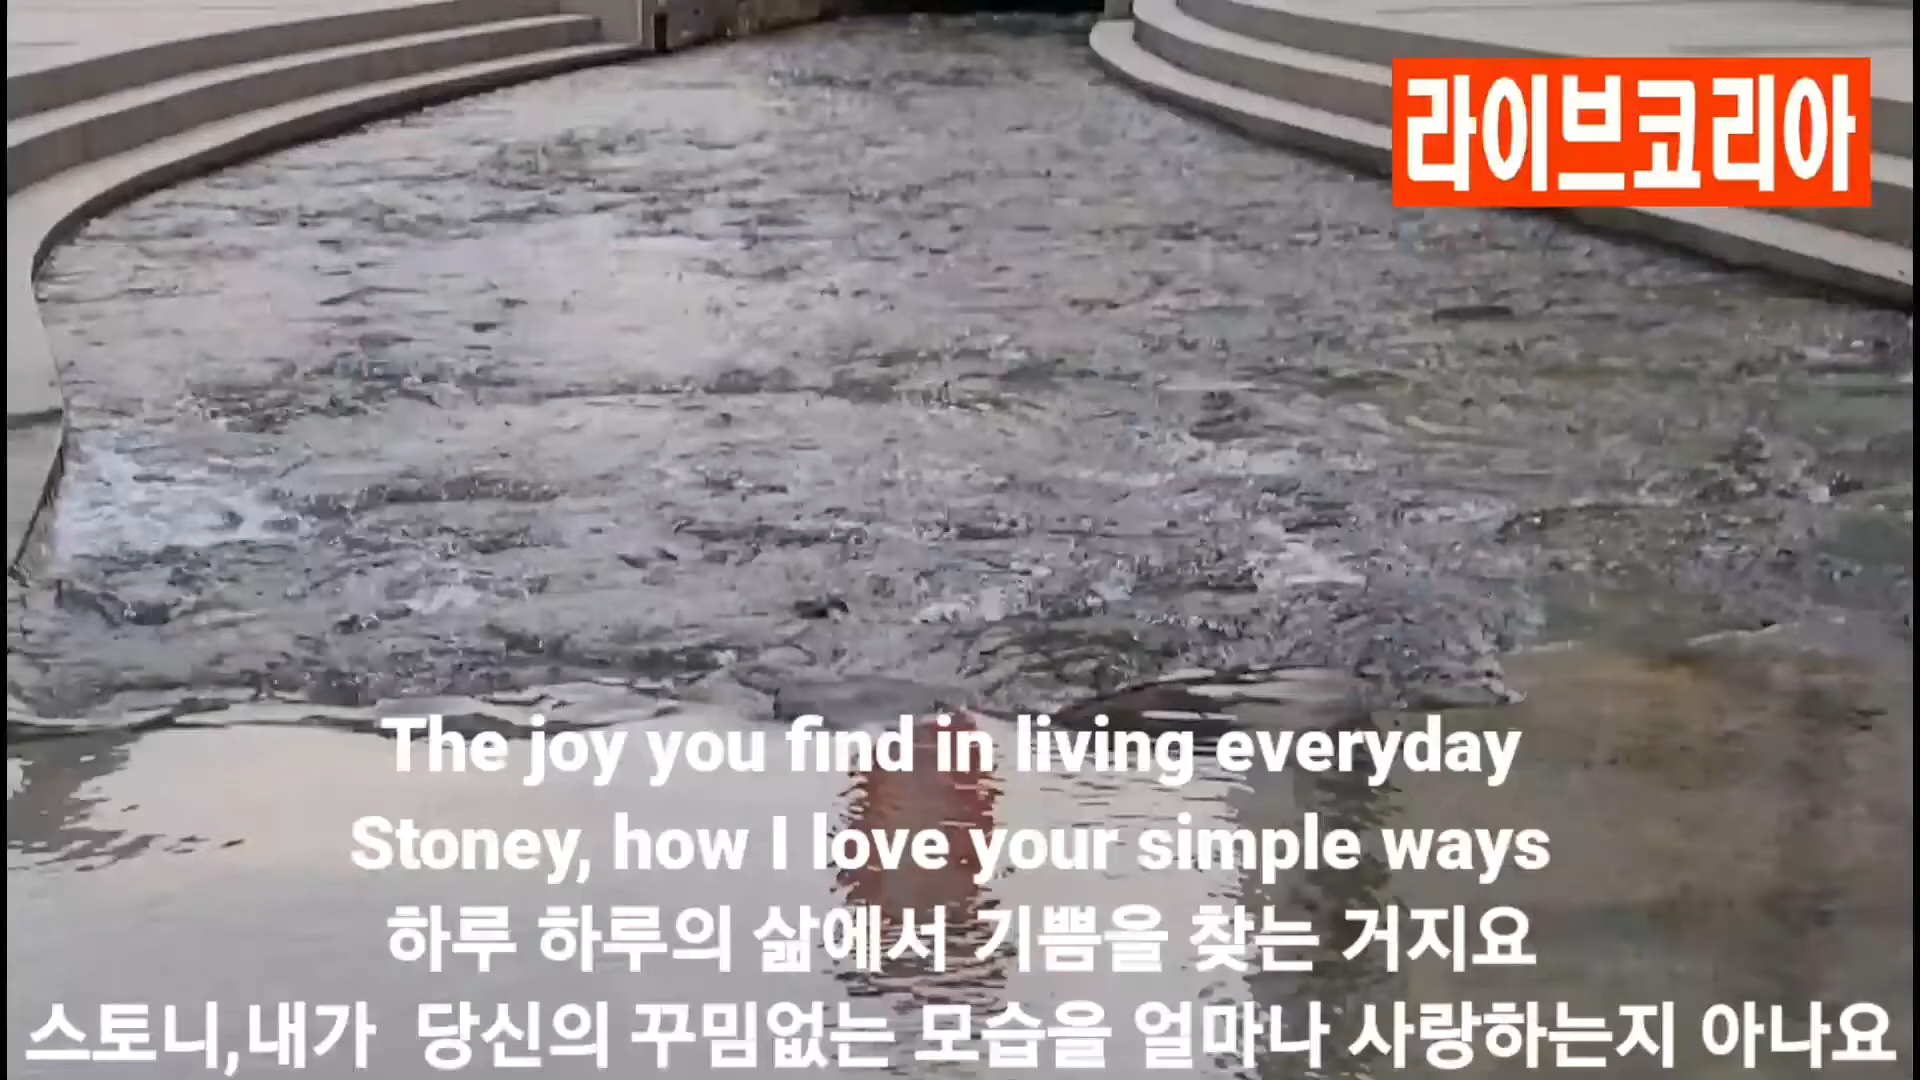 라이브코리아
The joy you find in living everyday
Stoney, how I love your simple ways
하루 하루의 삶에서 기쁨을 찾는 거지요
스토니,내가 당신의 꾸밈없는 모습을 얼마나 사랑하는지 아나요